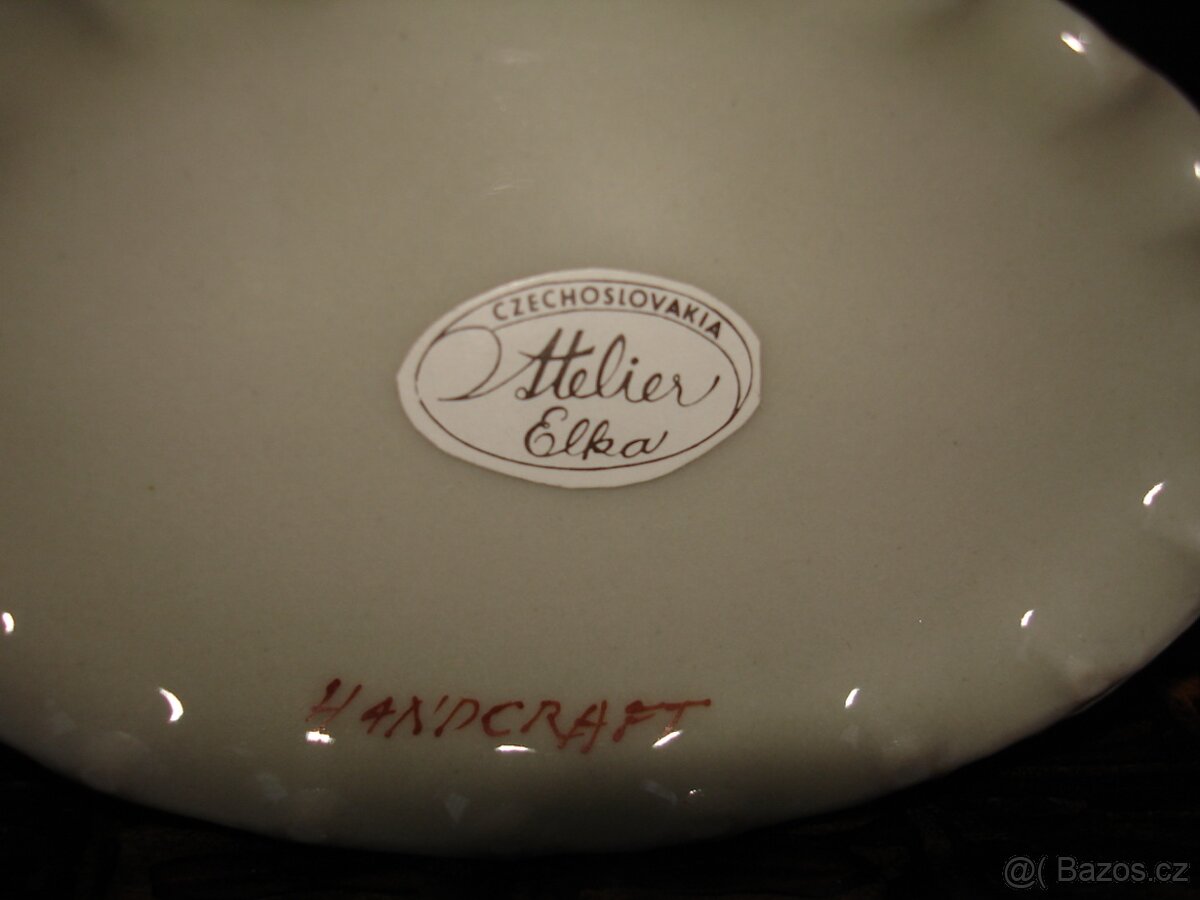 CZECHOSLOVAKIA
Atelier
Elka
HANDCRAFT
@( Bazos.cz